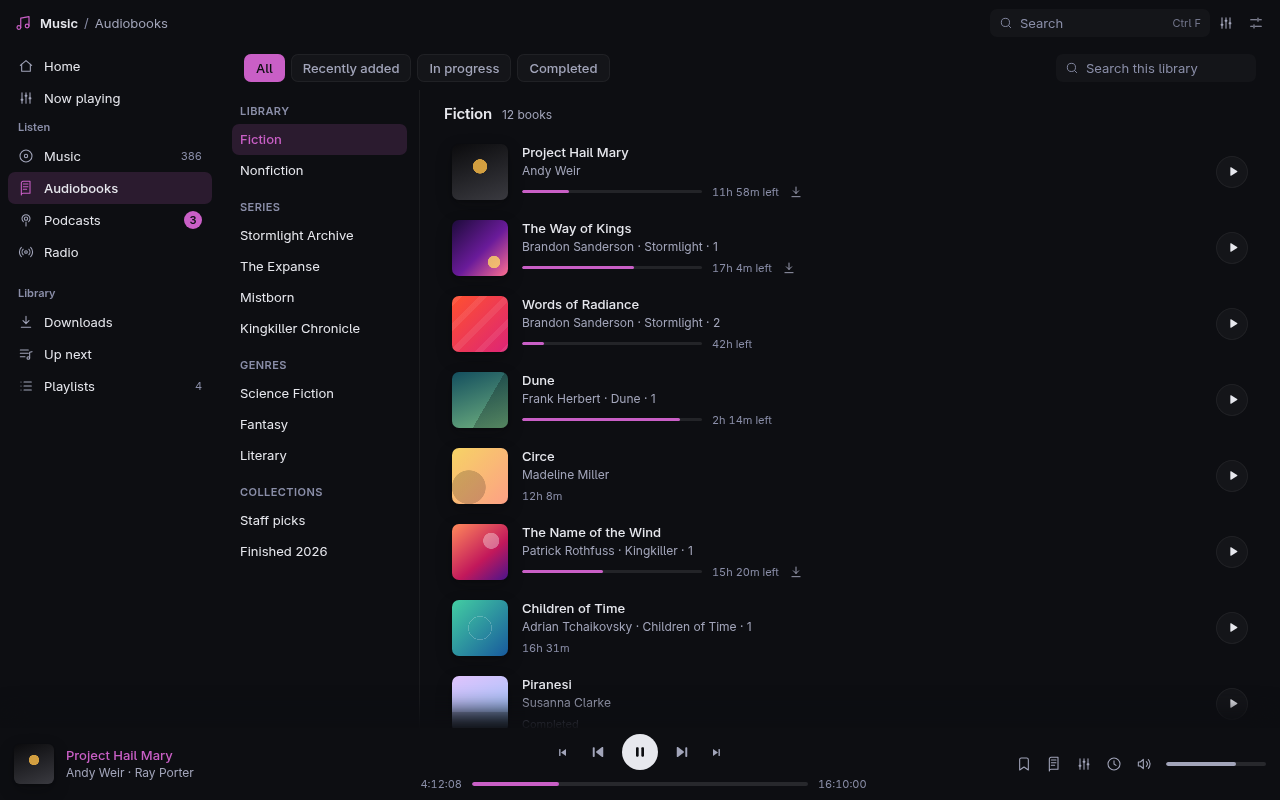 Music / Audiobooks
Search Ctrl F
Home
Now playing
Listen
Music 386
Audiobooks
Podcasts 3
Radio
Library
Downloads
Up next
Playlists 4
All Recently added In progress Completed
Search this library
LIBRARY
Fiction
Nonfiction
SERIES
Stormlight Archive
The Expanse
Mistborn
Kingkiller Chronicle
GENRES
Science Fiction
Fantasy
Literary
COLLECTIONS
Staff picks
Finished 2026
Fiction 12 books
Project Hail Mary
Andy Weir
11h 58m left
The Way of Kings
Brandon Sanderson · Stormlight · 1
17h 4m left
Words of Radiance
Brandon Sanderson · Stormlight · 2
42h left
Dune
Frank Herbert · Dune · 1
2h 14m left
Circe
Madeline Miller
12h 8m
The Name of the Wind
Patrick Rothfuss · Kingkiller · 1
15h 20m left
Children of Time
Adrian Tchaikovsky · Children of Time · 1
16h 31m
Piranesi
Susanna Clarke
Completed
Project Hail Mary
Andy Weir · Ray Porter
4:12:08 16:10:00